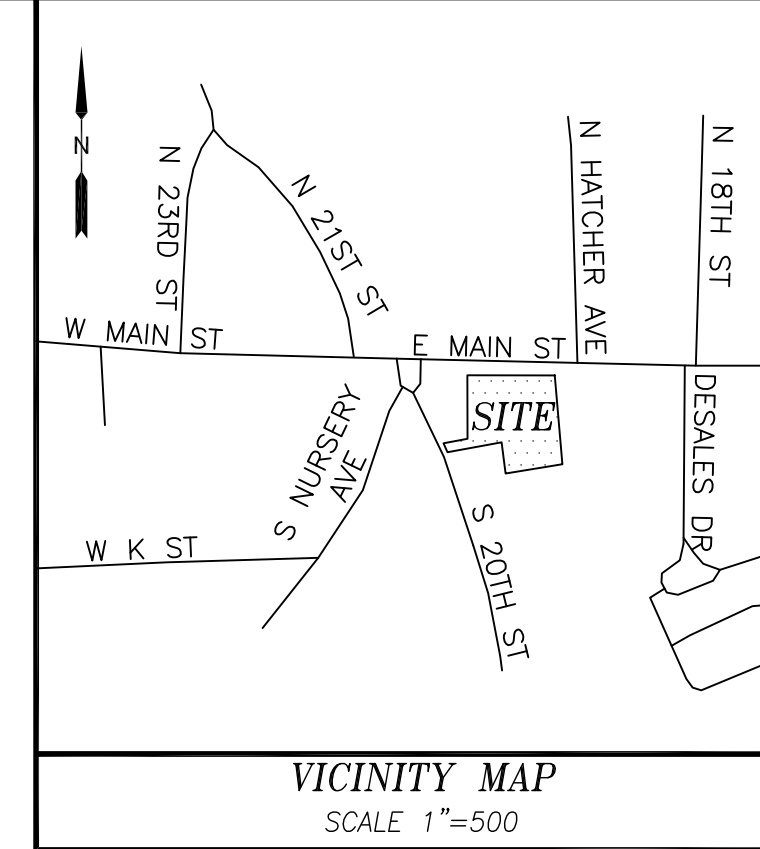 N
N 23RD ST
N 21ST ST
N HATCHER AVE
N 18TH ST
W MAIN ST
E MAIN ST
SITE
S NURSERY
AVE
DESALES DR
W K ST
S 20TH ST
VICINITY MAP
SCALE 1"=500